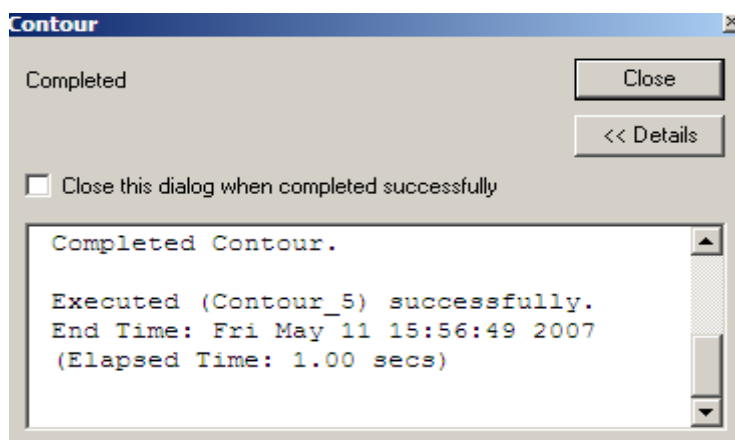 Contour
Completed
Close
<< Details
Close this dialog when completed successfully
Completed Contour.
Executed (Contour_5) successfully.
End Time: Fri May 11 15:56:49 2007
(Elapsed Time: 1.00 secs)